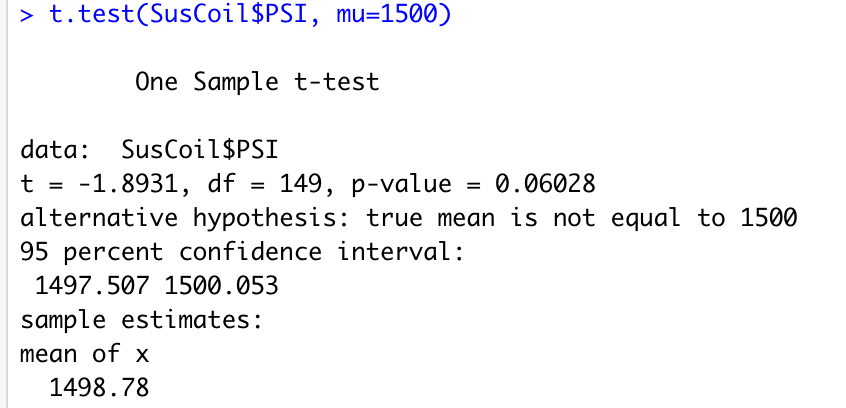 > t.test(SusCoil$PSI, mu=1500)
One Sample t-test
data: SusCoil$PSI
t = -1.8931, df = 149, p-value = 0.06028
alternative hypothesis: true mean is not equal to 1500
95 percent confidence interval:
1497.507 1500.053
sample estimates:
mean of x
1498.78